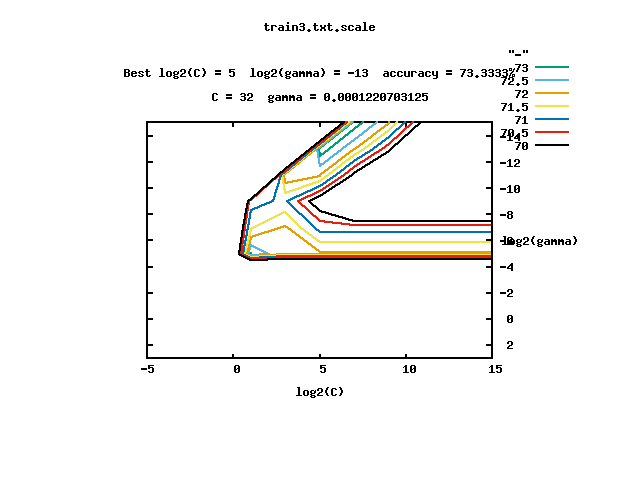 train3.txt.scale
"-"
Best log2(C) = 5  log2(gamma) = -13  accuracy = 73.3333%
73
72.5
C = 32  gamma = 0.0001220703125
72
71.5
71
70.5
70
-14
-12
-10
-8
-6
log2(gamma)
-4
-2
0
2
-5 0 5 10 15
log2(C)